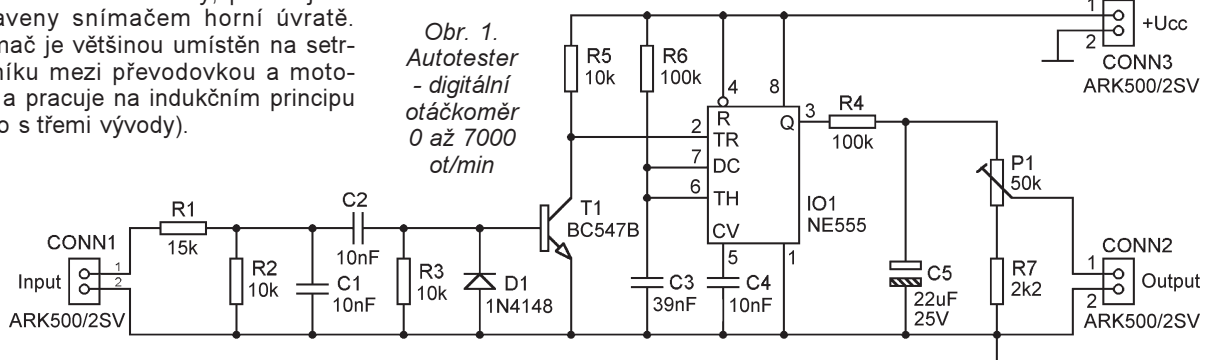 aveny snímačem horní úvratě.
mač je většinou umístěn na setr-
níku mezi převodovkou a moto-
a pracuje na indukčním principu
o s třemi vývody).
Obr. 1.
Autotester
- digitální
otáčkoměr
0 až 7000
ot/min
R5
10k
R6
100k
4
8
1
2
+Ucc
CONN3
ARK500/2SV
2
7
6
R
TR
DC
TH
CV
Q
3
5
1
IO1
NE555
R4
100k
P1
50k
T1
BC547B
CONN1
Input
1
2
ARK500/2SV
R1
15k
R2
10k
C1
10nF
C2
10nF
R3
10k
D1
1N4148
C3
39nF
C4
10nF
C5
22uF
25V
R7
2k2
CONN2
1
2
Output
ARK500/2SV